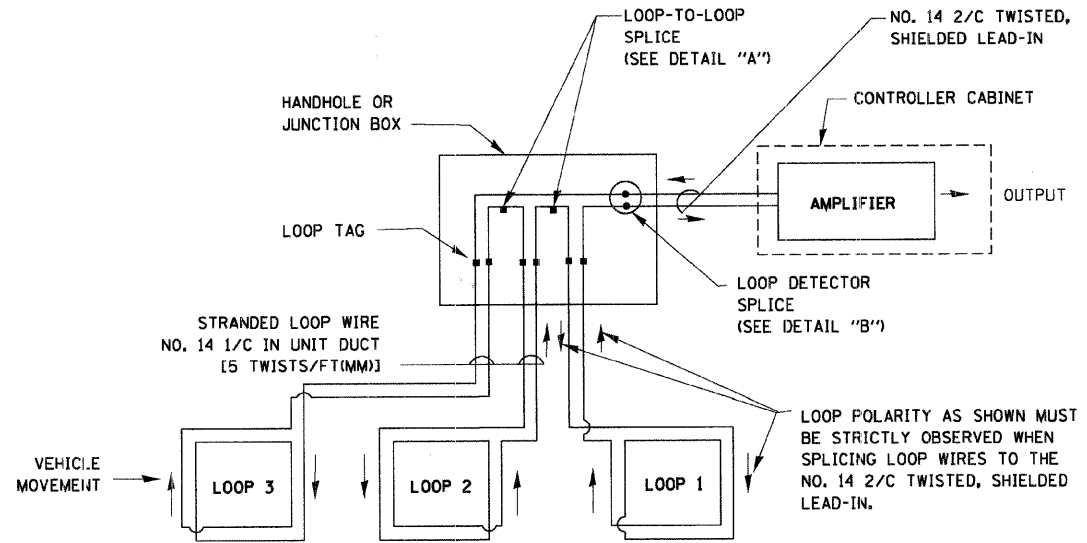 LOOP-TO-LOOP
SPLICE
(SEE DETAIL "A")
NO. 14 2/C TWISTED,
SHIELDED LEAD-IN
HANDHOLE OR
JUNCTION BOX
CONTROLLER CABINET
AMPLIFIER
OUTPUT
LOOP TAG
LOOP DETECTOR
SPLICE
(SEE DETAIL "B")
STRANDED LOOP WIRE
NO. 14 1/C IN UNIT DUCT
[5 TWISTS/FT(MM)]
LOOP POLARITY AS SHOWN MUST
BE STRICTLY OBSERVED WHEN
SPLICING LOOP WIRES TO THE
NO. 14 2/C TWISTED, SHIELDED
LEAD-IN.
VEHICLE
MOVEMENT
LOOP 3
LOOP 2
LOOP 1